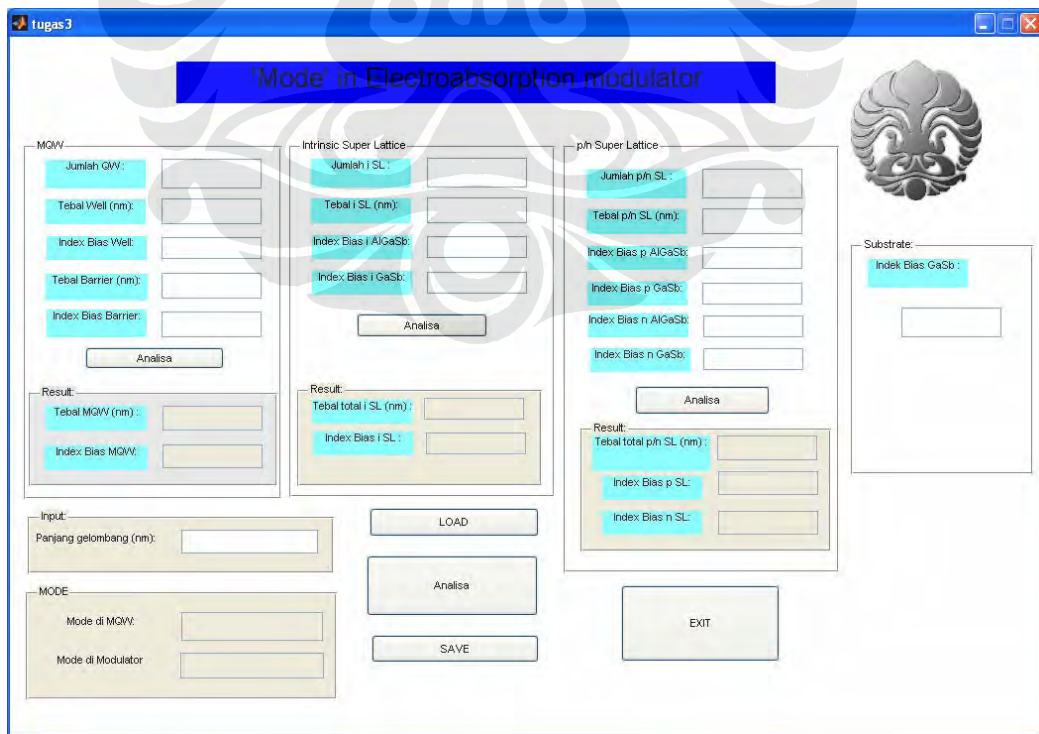 tugas3
'Mode' in Electroabsorption modulator
MQW
Jumlah QW :
Tebal Well (nm):
Index Bias Well:
Tebal Barrier (nm):
Index Bias Barrier:
Analisa
Result:
Tebal MQW (nm) :
Index Bias MQW:
Intrinsic Super Lattice
Jumlah i SL :
Tebal i SL (nm):
Index Bias i AlGaSb:
Index Bias i GaSb:
Analisa
Result:
Tebal total i SL (nm) :
Index Bias i SL :
p/n Super Lattice
Jumlah p/n SL :
Tebal p/n SL (nm):
Index Bias p AlGaSb:
Index Bias p GaSb:
Index Bias n AlGaSb:
Index Bias n GaSb:
Analisa
Result:
Tebal total p/n SL (nm) :
Index Bias p SL:
Index Bias n SL:
Substrate:
Indek Bias GaSb :
Input:
Panjang gelombang (nm):
MODE
Mode di MQW:
Mode di Modulator
LOAD
Analisa
SAVE
EXIT